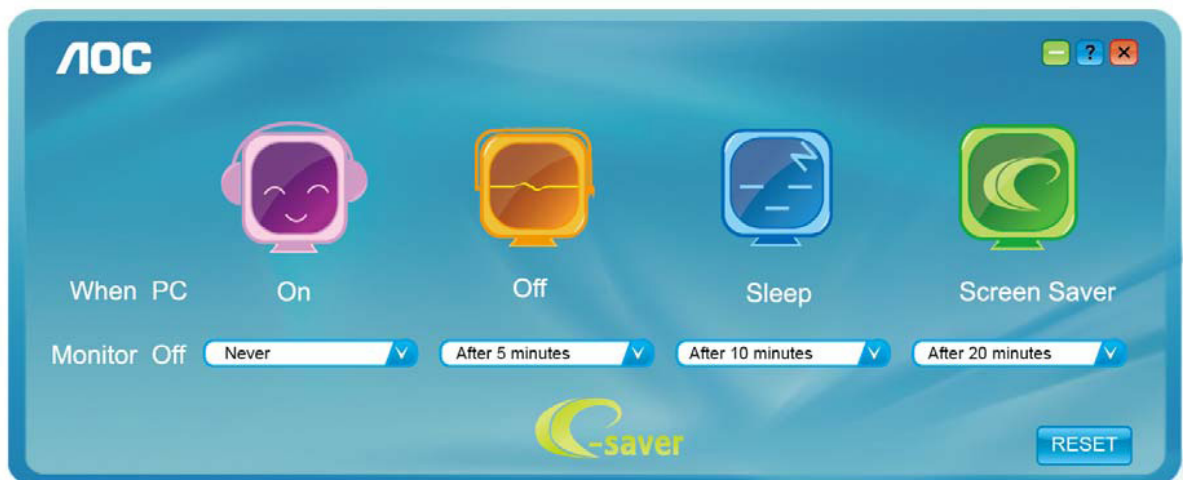 AOC
?
When PC On Off Sleep Screen Saver
Monitor Off Never After 5 minutes After 10 minutes After 20 minutes
e-saver
RESET